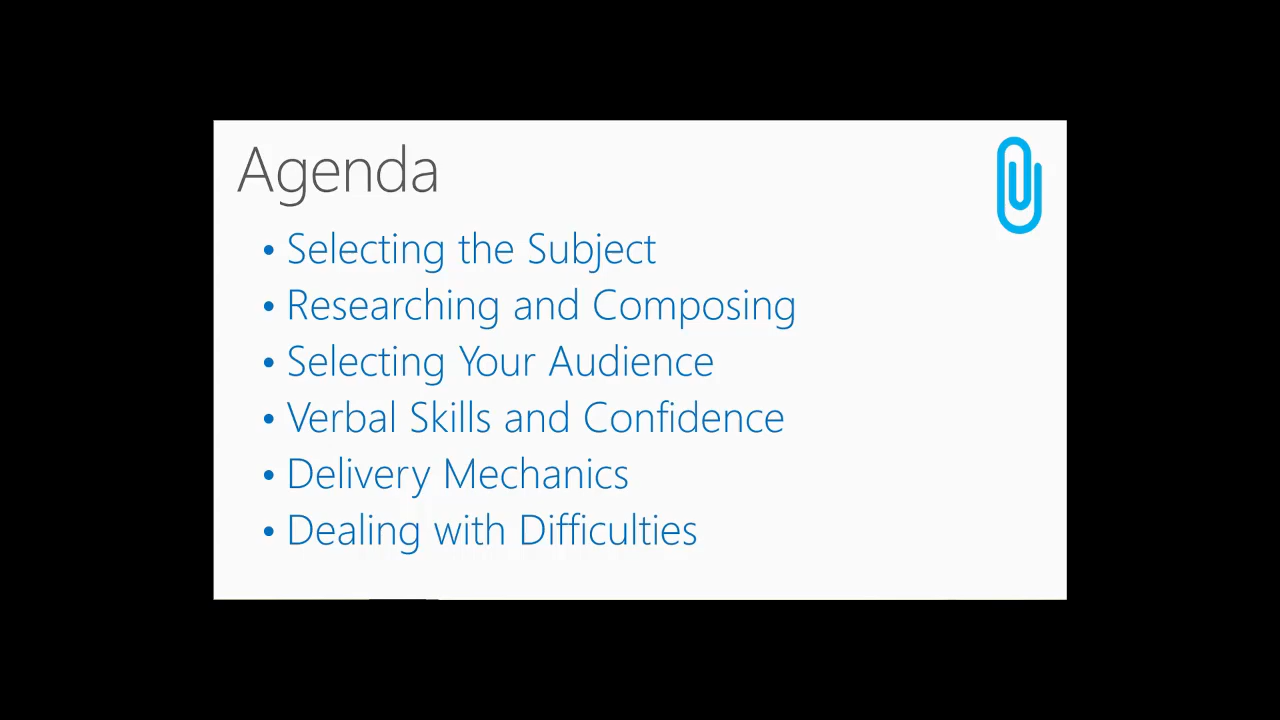 Agenda
• Selecting the Subject
• Researching and Composing
• Selecting Your Audience
• Verbal Skills and Confidence
• Delivery Mechanics
• Dealing with Difficulties